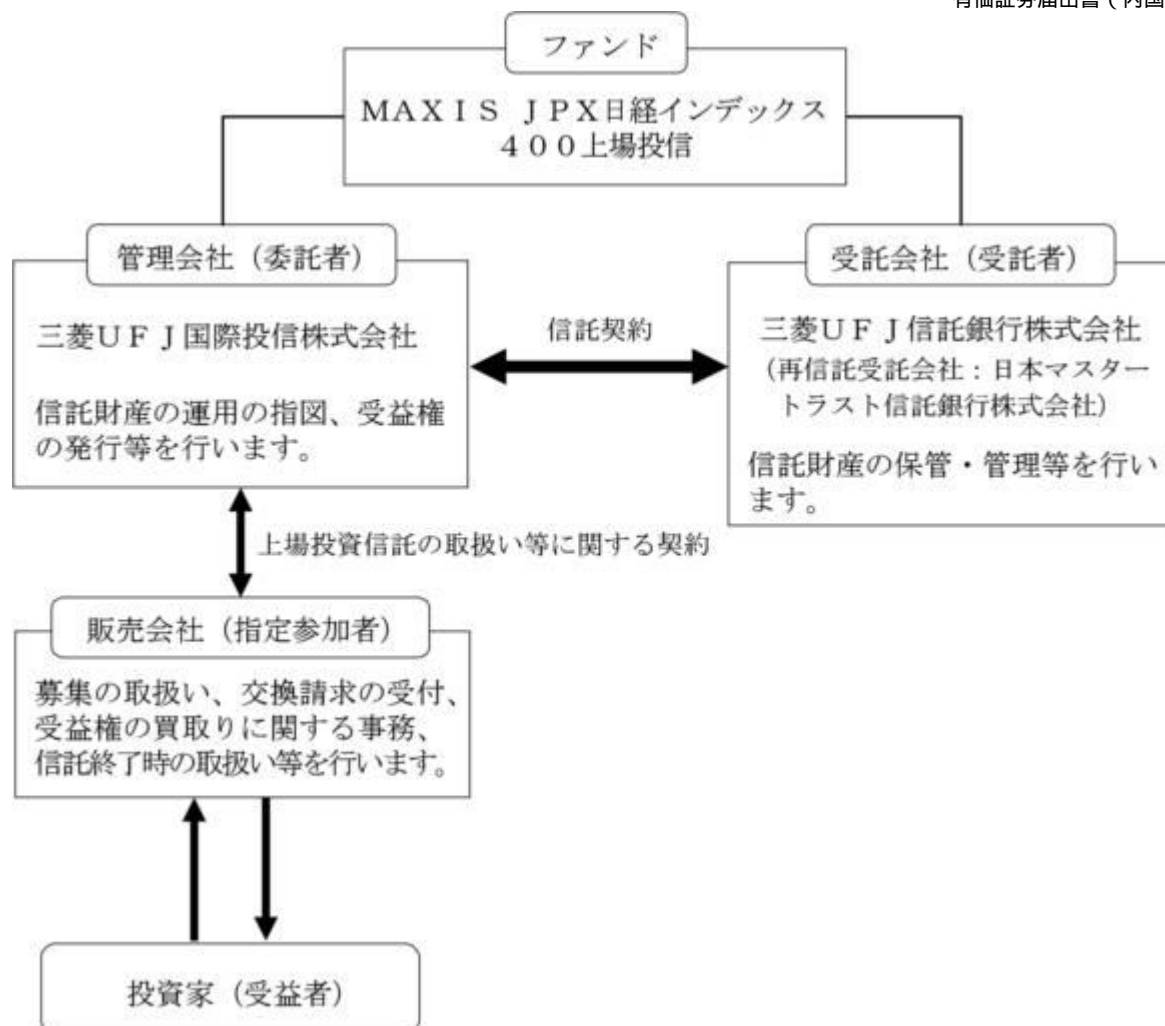 有価証券届出書（内国
ファンド
ＭＡＸＩＳ ＪＰＸ日経インデックス
４００上場投信
管理会社（委託者）
三菱ＵＦＪ国際投信株式会社
信託財産の運用の指図、受益権
の発行等を行います。
信託契約
受託会社（受託者）
三菱ＵＦＪ信託銀行株式会社
（再信託受託会社：日本マスター
トラスト信託銀行株式会社）
信託財産の保管・管理等を行い
ます。
上場投資信託の取扱い等に関する契約
販売会社（指定参加者）
募集の取扱い、交換請求の受付、
受益権の買取りに関する事務、
信託終了時の取扱い等を行います。
投資家（受益者）